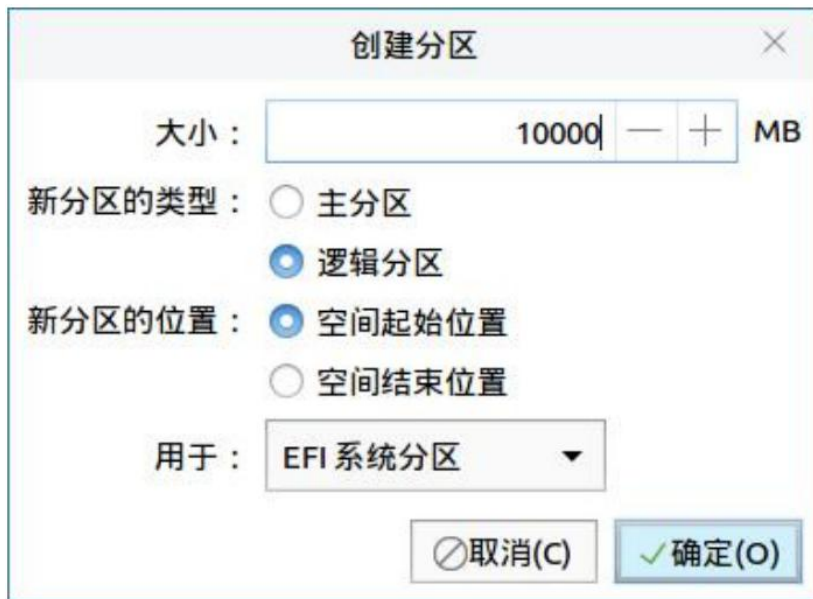 创建分区
大小： 10000 MB
新分区的类型： 主分区
逻辑分区
新分区的位置： 空间起始位置
空间结束位置
用于： EFI 系统分区
取消(C) 确定(O)